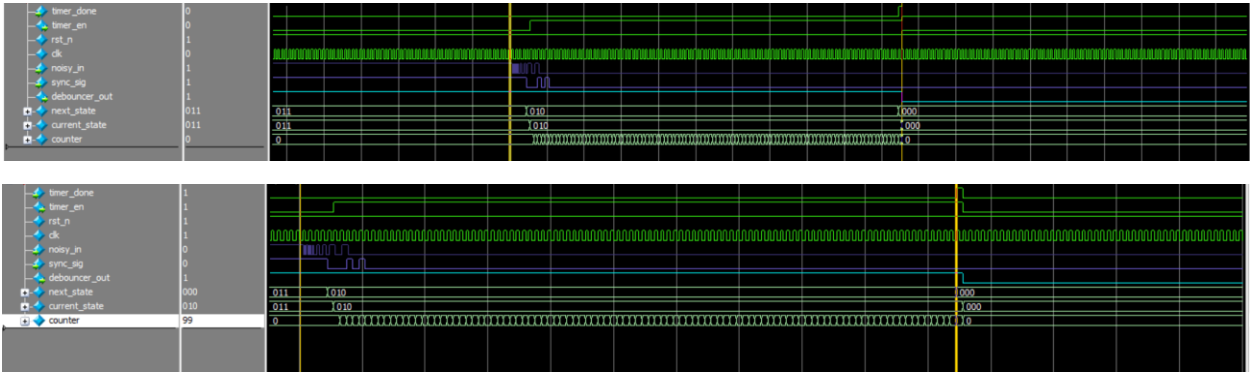 timer_done 0
timer_en 0
rst_n 1
clk 1
noisy_in 1
sync_sig 1
debouncer_out 1
next_state 011 011 010 000
current_state 011 011 010 000
counter 0 0 0
timer_done 1
timer_en 1
rst_n 1
clk 1
noisy_in 0
sync_sig 0
debouncer_out 1
next_state 000 011 010 000
current_state 010 011 010 000
counter 99 0 0